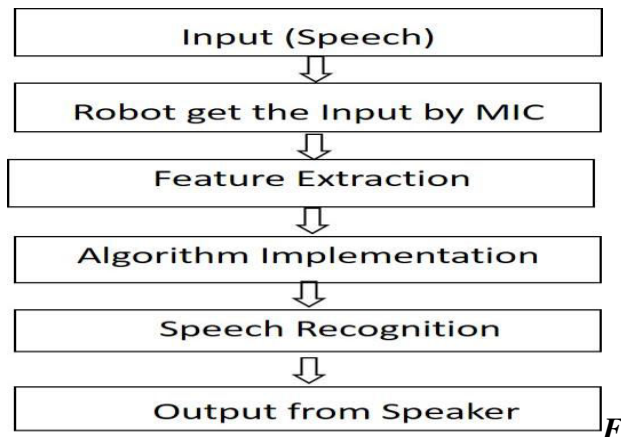 Input (Speech)
Robot get the Input by MIC
Feature Extraction
Algorithm Implementation
Speech Recognition
Output from Speaker
F